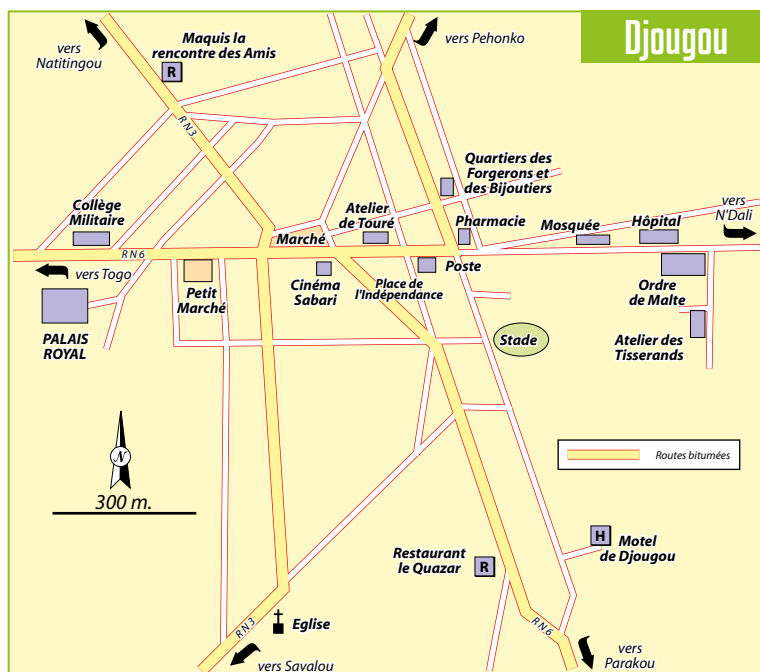 Djougou
Maquis la
rencontre des Amis
vers
Natitingou
vers Pehonko
R
RN3
Quartiers des
Forgerons et
des Bijoutiers
Collège
Militaire
Atelier
de Touré
Pharmacie
Mosquée
Hôpital
vers
N'Dali
Marché
RN6
vers Togo
Petit
Marché
Cinéma
Sabari
Place de
l'Indépendance
Poste
Ordre
de Malte
PALAIS
ROYAL
Stade
Atelier des
Tisserands
N
300 m.
Routes bitumées
Restaurant
le Quazar
R
H
Motel
de Djougou
Eglise
RN3
RN6
vers Savalou
vers
Parakou